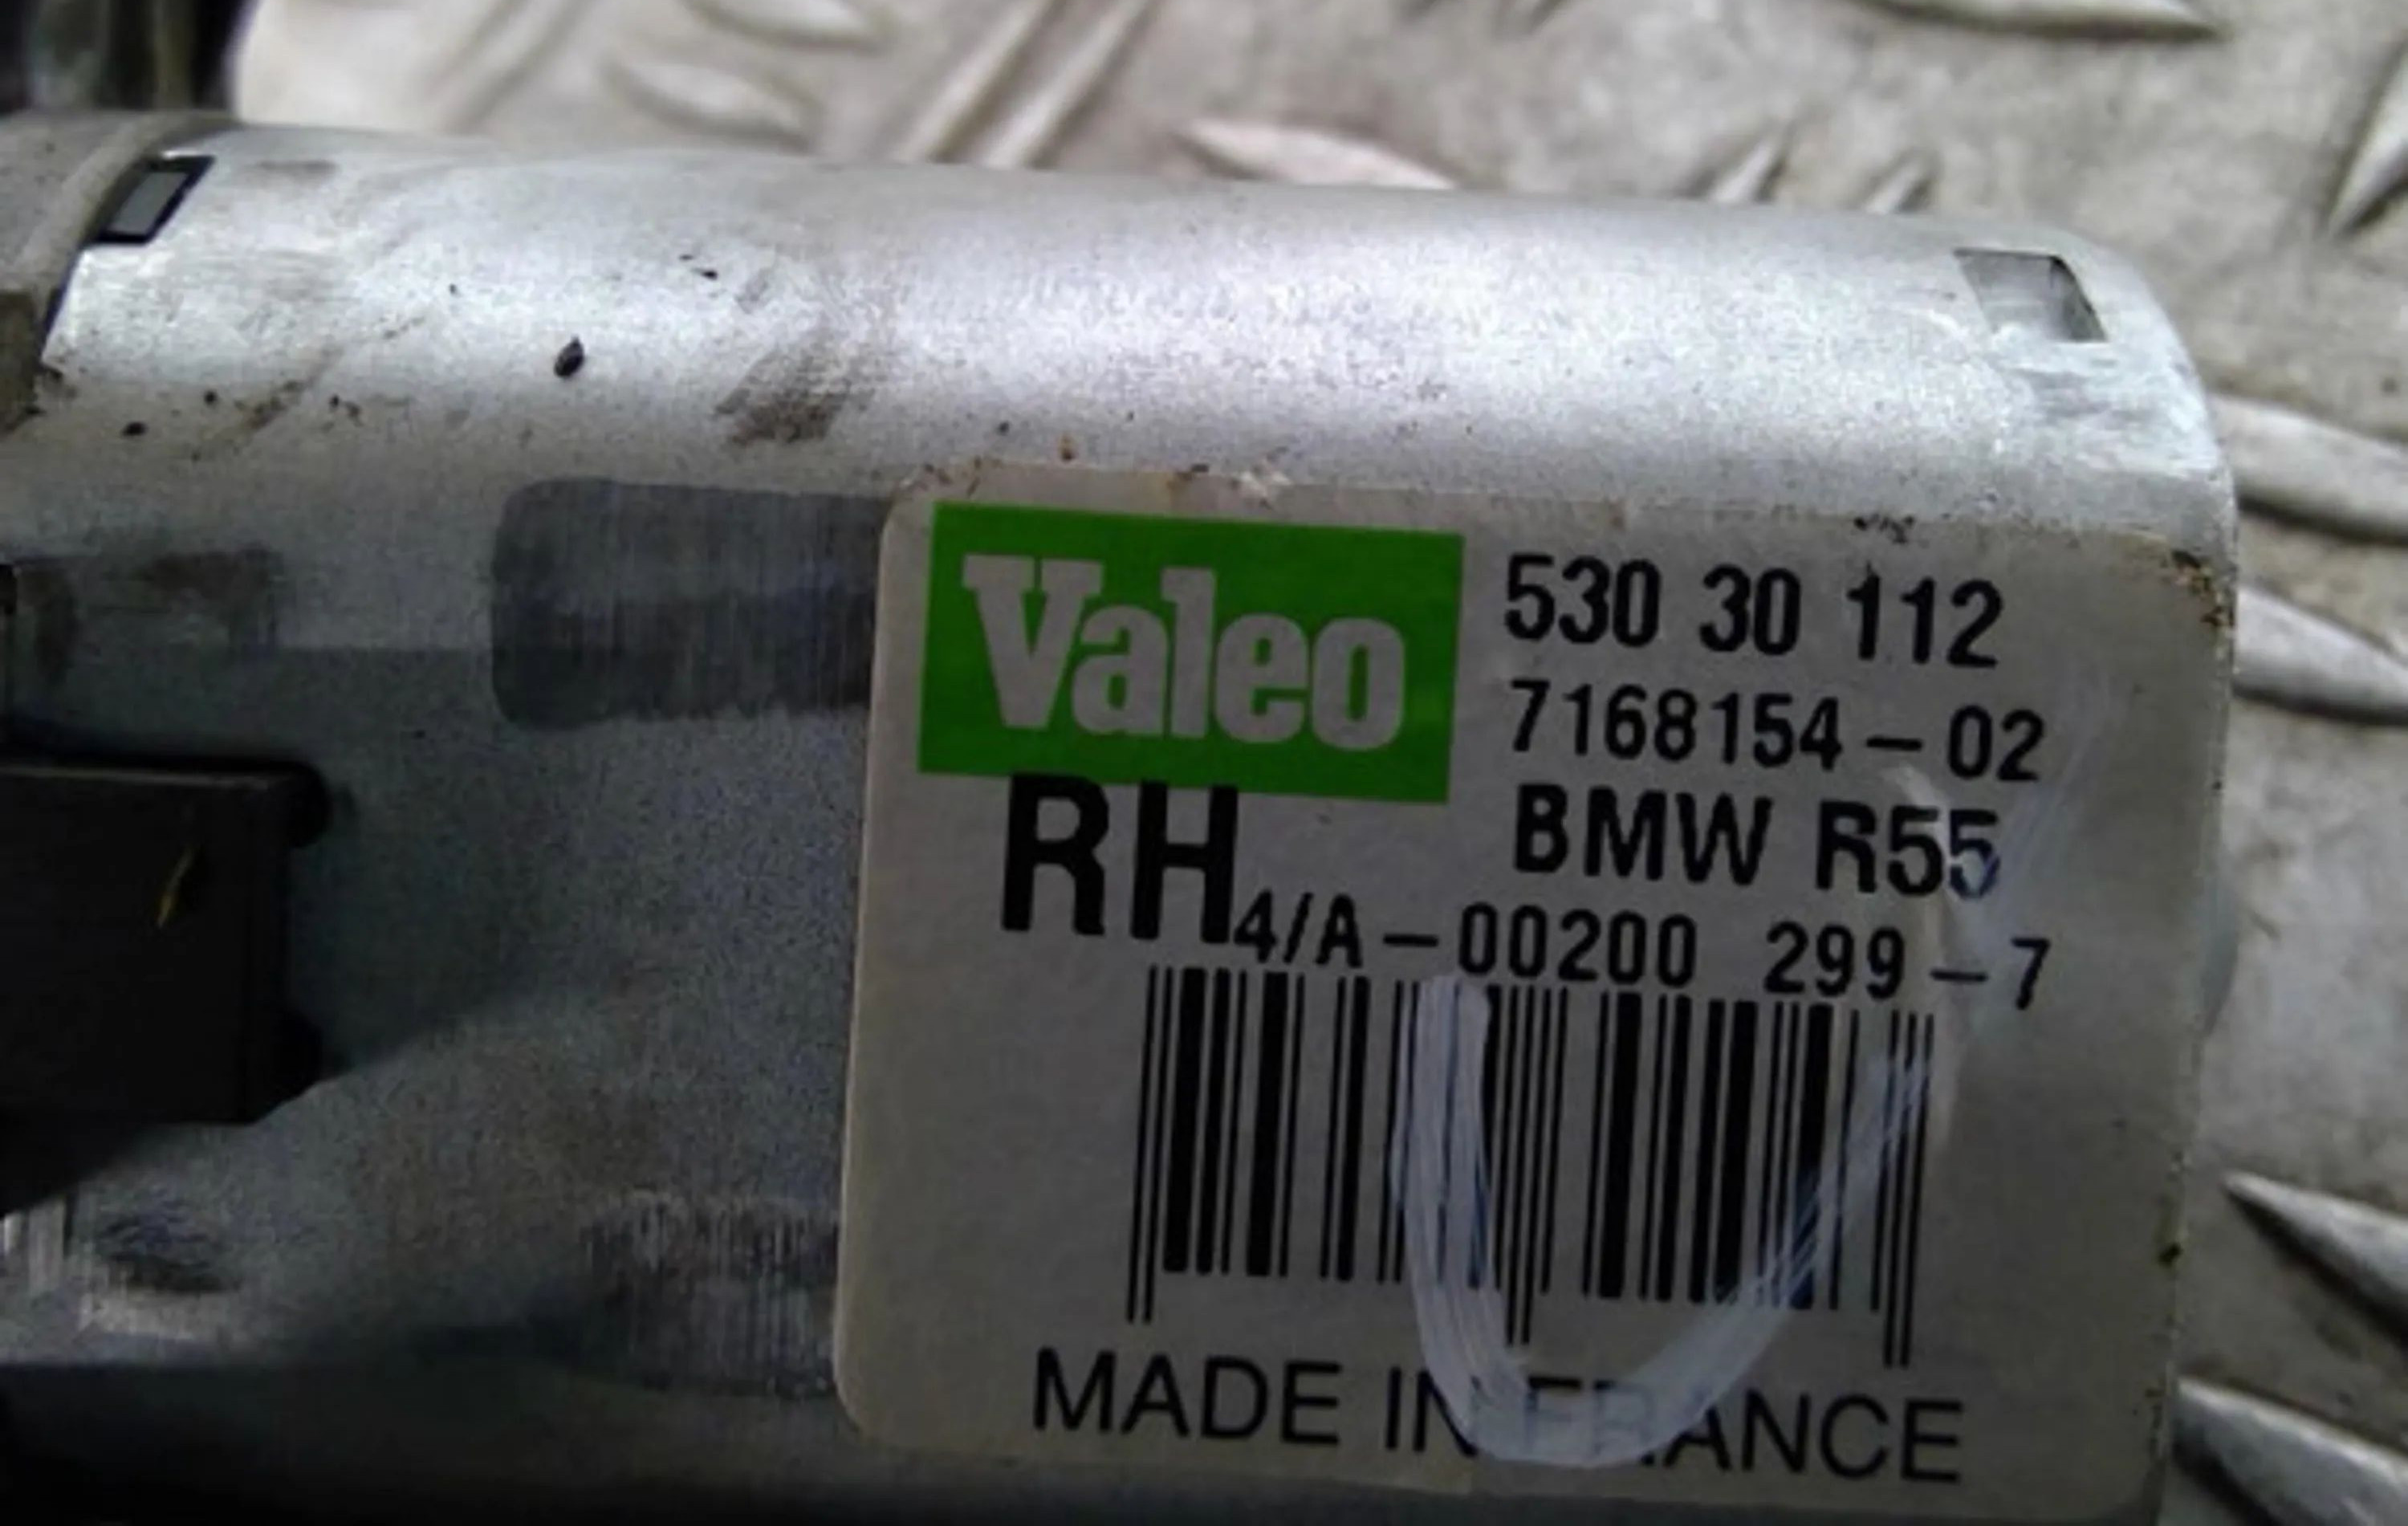 Valeo
530 30 112
7168154-02
BMW R55
RH
4/A-00200 299-7
MADE IN FRANCE